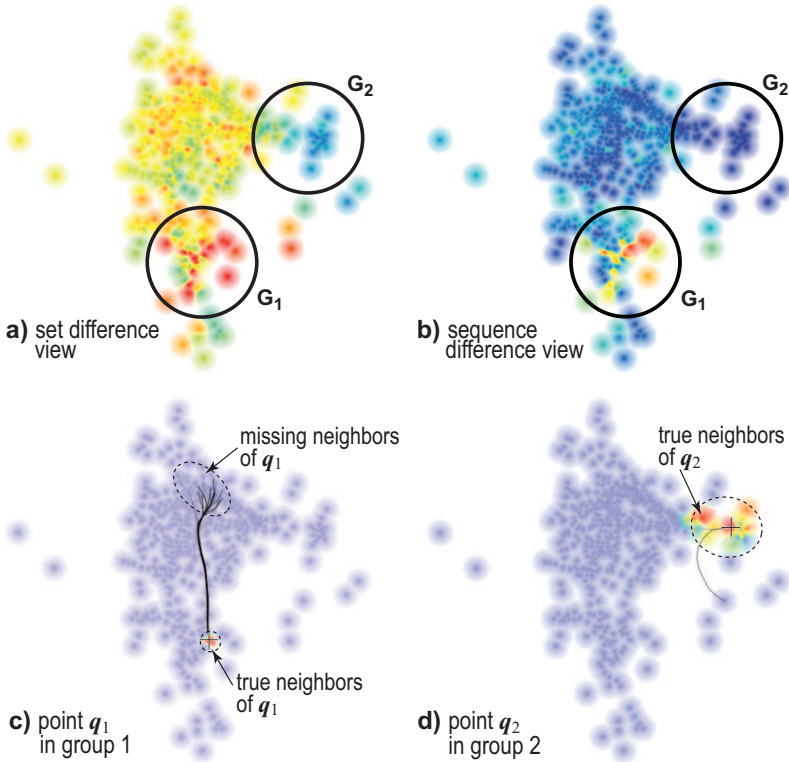 G2
G1
a) set difference
view
G2
G1
b) sequence
difference view
missing neighbors
of q1
true neighbors
of q1
c) point q1
in group 1
true neighbors
of q2
d) point q2
in group 2